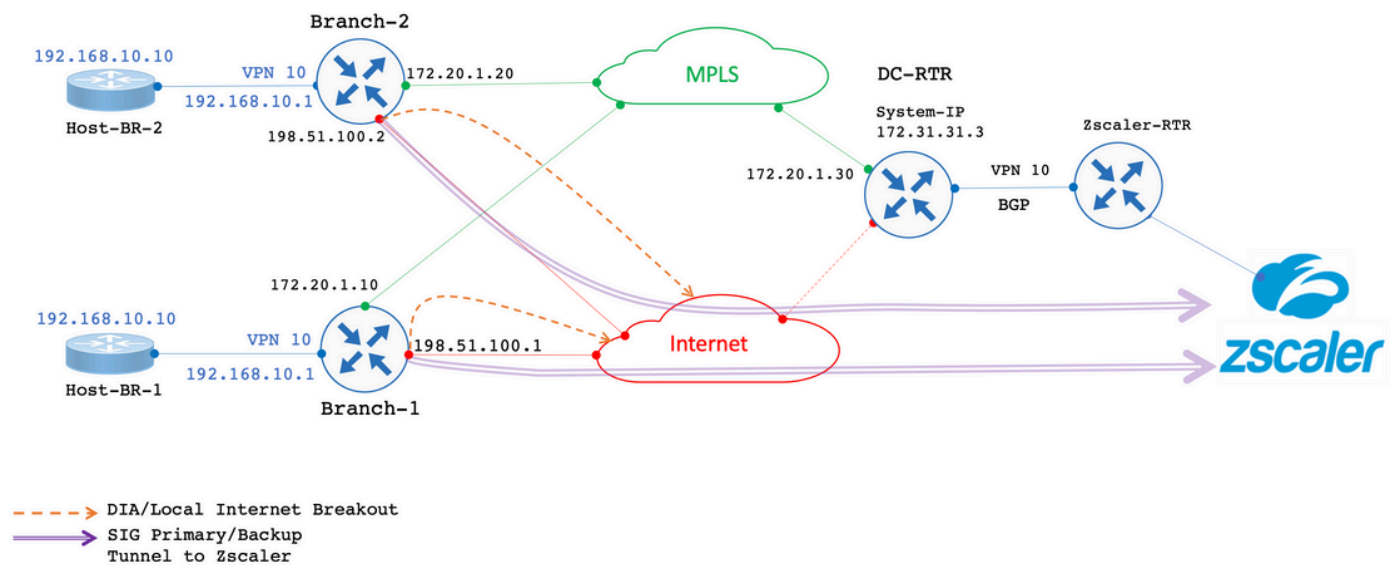 Branch-2
192.168.10.10
VPN 10
192.168.10.1
Host-BR-2
172.20.1.20
198.51.100.2
MPLS
DC-RTR
System-IP
172.31.31.3
172.20.1.30
VPN 10
BGP
Zscaler-RTR
172.20.1.10
192.168.10.10
VPN 10
192.168.10.1
Host-BR-1
198.51.100.1
Branch-1
Internet
zscaler
DIA/Local Internet Breakout
SIG Primary/Backup
Tunnel to Zscaler